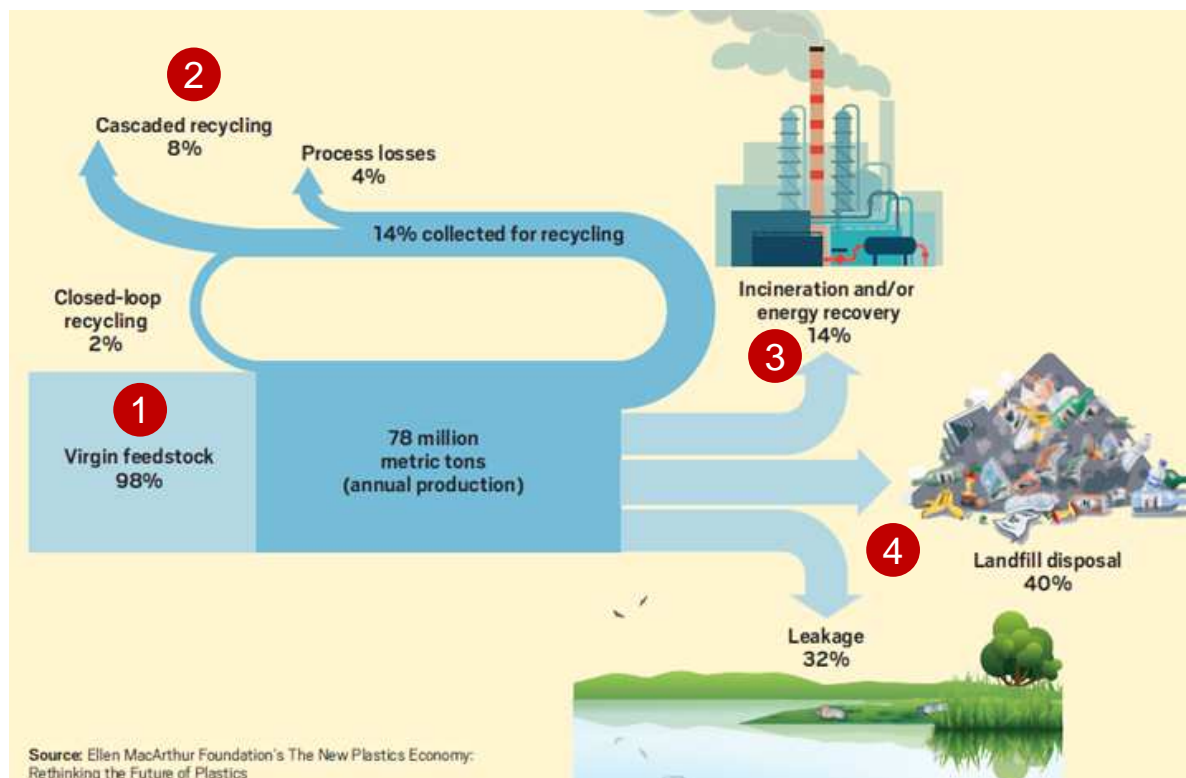 2
Cascaded recycling
8%
Process losses
4%
14% collected for recycling
Closed-loop
recycling
2%
Incineration and/or
energy recovery
14%
3
1
Virgin feedstock
98%
78 million
metric tons
(annual production)
4
Landfill disposal
40%
Leakage
32%
Source: Ellen MacArthur Foundation's The New Plastics Economy:
Rethinking the Future of Plastics